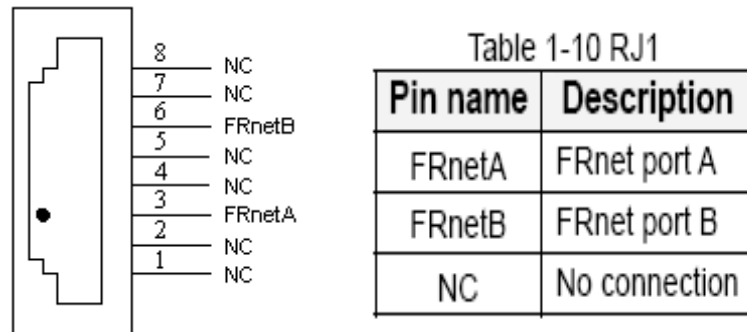 8 NC
7 NC
6 FRnetB
5 NC
4 NC
3 FRnetA
2 NC
1 NC
Table 1-10 RJ1
Pin name Description
FRnetA FRnet port A
FRnetB FRnet port B
NC No connection